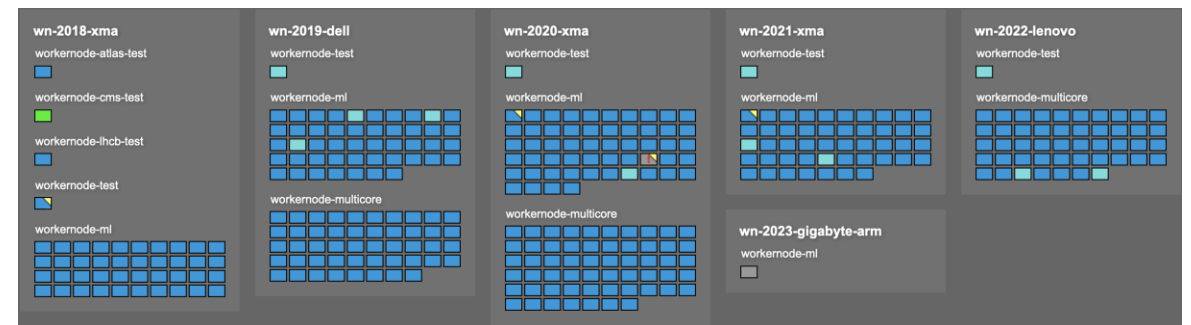 wn-2018-xma
workernode-atlas-test
workernode-cms-test
workernode-lhcb-test
workernode-test
workernode-ml
wn-2019-dell
workernode-test
workernode-ml
workernode-multicore
wn-2020-xma
workernode-test
workernode-ml
workernode-multicore
wn-2021-xma
workernode-test
workernode-ml
wn-2023-gigabyte-arm
workernode-ml
wn-2022-lenovo
workernode-test
workernode-multicore